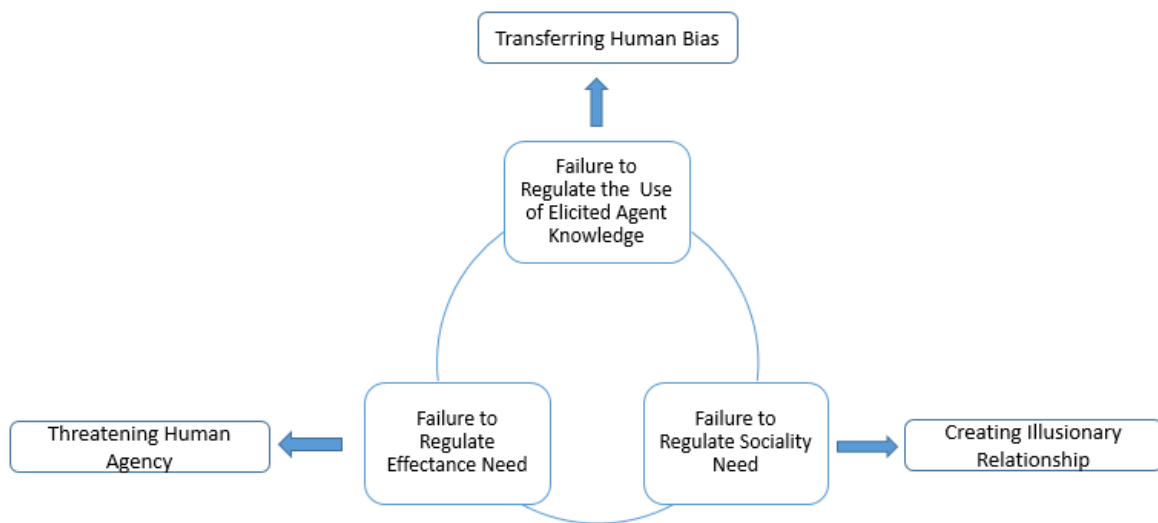 Transferring Human Bias
Failure to
Regulate the Use
of Elicited Agent
Knowledge
Failure to
Regulate
Effectance Need
Failure to
Regulate Sociality
Need
Threatening Human
Agency
Creating Illusionary
Relationship